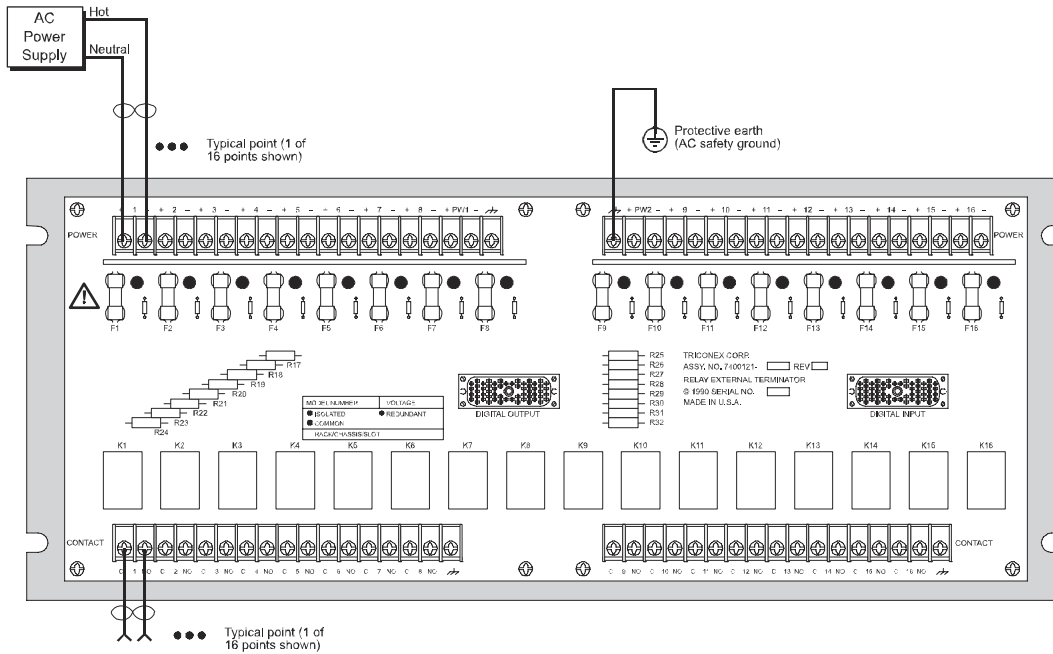 AC
Power
Supply
Hot
Neutral
Typical point (1 of
16 points shown)
Protective earth
(AC safety ground)
POWER
+ 1 - + 2 - + 3 - + 4 - + 5 - + 6 - + 7 - + 8 - + PW1 -
+ PW2 - + 9 - + 10 - + 11 - + 12 - + 13 - + 14 - + 15 - + 16 -
POWER
F1 F2 F3 F4 F5 F6 F7 F8
F9 F10 F11 F12 F13 F14 F15 F16
R17
R18
R19
R20
R21
R22
R23
R24
MODEL NUMBER VOLTAGE
ISOLATED REDUNDANT
COMMON
RACK/CHASSIS/SLOT
DIGITAL OUTPUT
R25
R26
R27
R28
R29
R30
R31
R32
TRICONEX CORP.
ASSY. NO. 7400121- REV
RELAY EXTERNAL TERMINATOR
© 1990 SERIAL NO.
MADE IN U.S.A.
DIGITAL INPUT
K1 K2 K3 K4 K5 K6 K7 K8 K9 K10 K11 K12 K13 K14 K15 K16
CONTACT
CONTACT
C 1 NO C 2 NO C 3 NO C 4 NO C 5 NO C 6 NO C 7 NO C 8 NO
C 9 NO C 10 NO C 11 NO C 12 NO C 13 NO C 14 NO C 15 NO C 16 NO
Typical point (1 of
16 points shown)